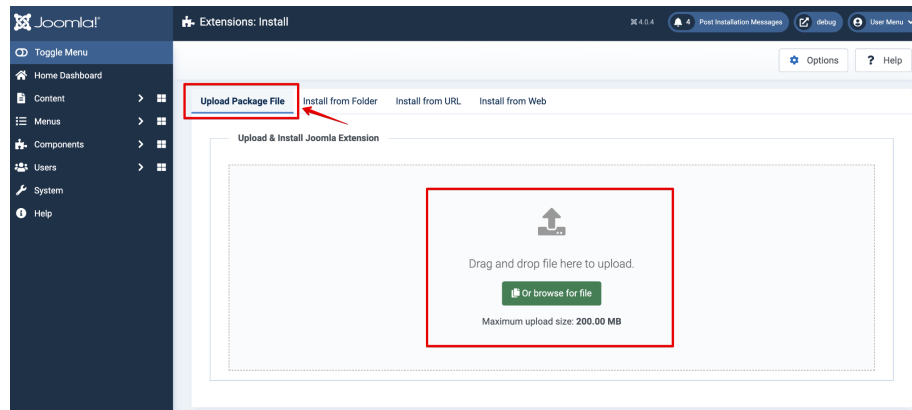 Joomla!
Extensions: Install
4.0.4
4 Post Installation Messages
debug
User Menu
Toggle Menu
Home Dashboard
Content
Menus
Components
Users
System
Help
Options
? Help
Upload Package File
Install from Folder
Install from URL
Install from Web
Upload & Install Joomla Extension
Drag and drop file here to upload.
Or browse for file
Maximum upload size: 200.00 MB